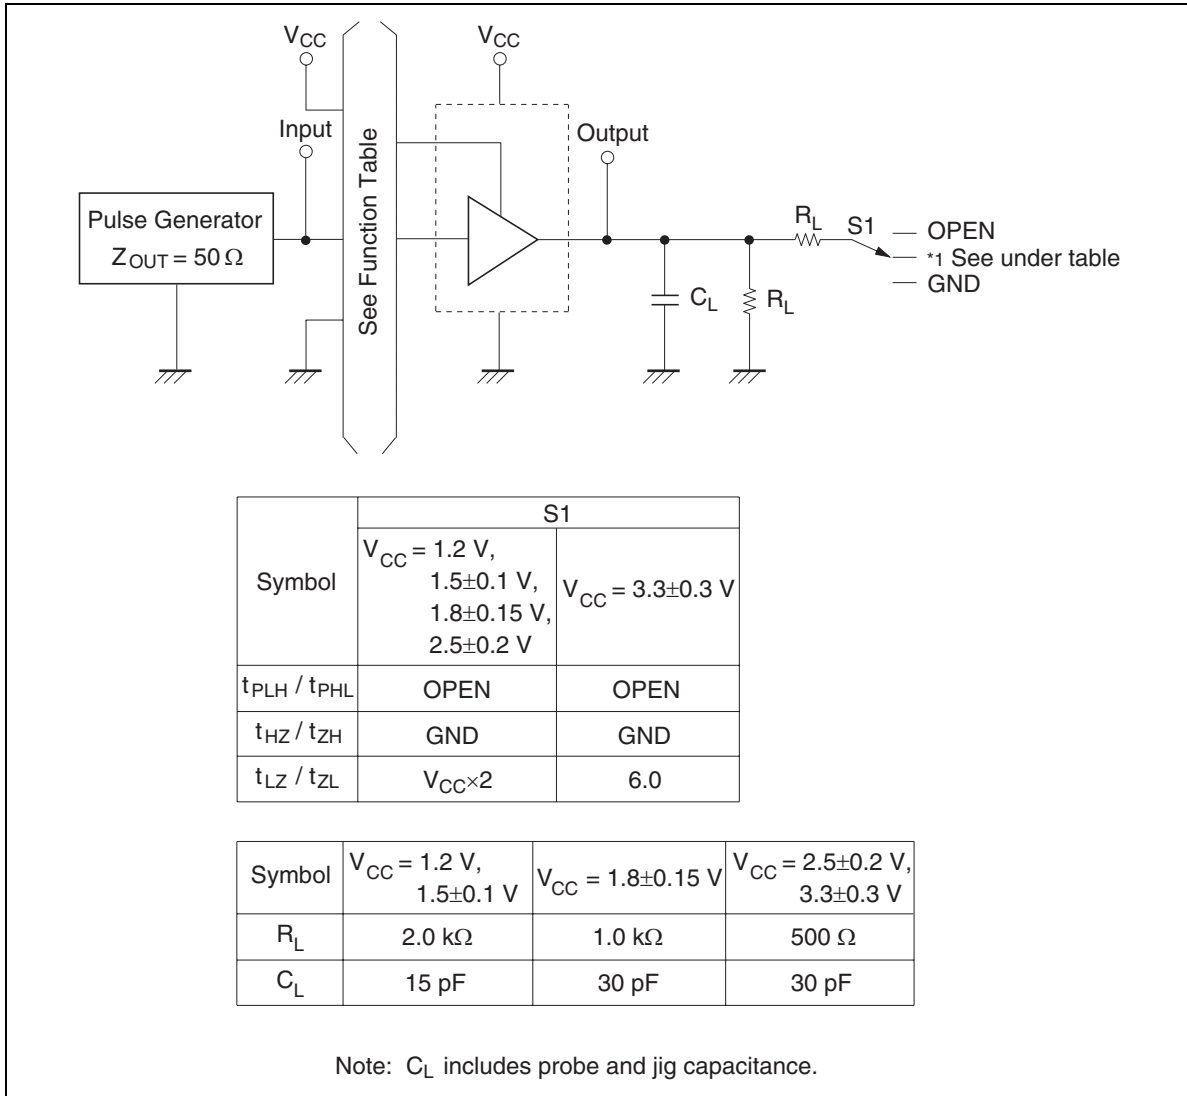 VCC
VCC
Input
Output
See Function Table
Pulse Generator
ZOUT = 50 Ω
RL
S1
OPEN
*1 See under table
GND
CL
RL
S1
Symbol
VCC = 1.2 V,
1.5±0.1 V,
1.8±0.15 V,
2.5±0.2 V
VCC = 3.3±0.3 V
tPLH / tPHL
OPEN
OPEN
tHZ / tZH
GND
GND
tLZ / tZL
VCC×2
6.0
Symbol
VCC = 1.2 V,
1.5±0.1 V
VCC = 1.8±0.15 V
VCC = 2.5±0.2 V,
3.3±0.3 V
RL
2.0 kΩ
1.0 kΩ
500 Ω
CL
15 pF
30 pF
30 pF
Note: CL includes probe and jig capacitance.